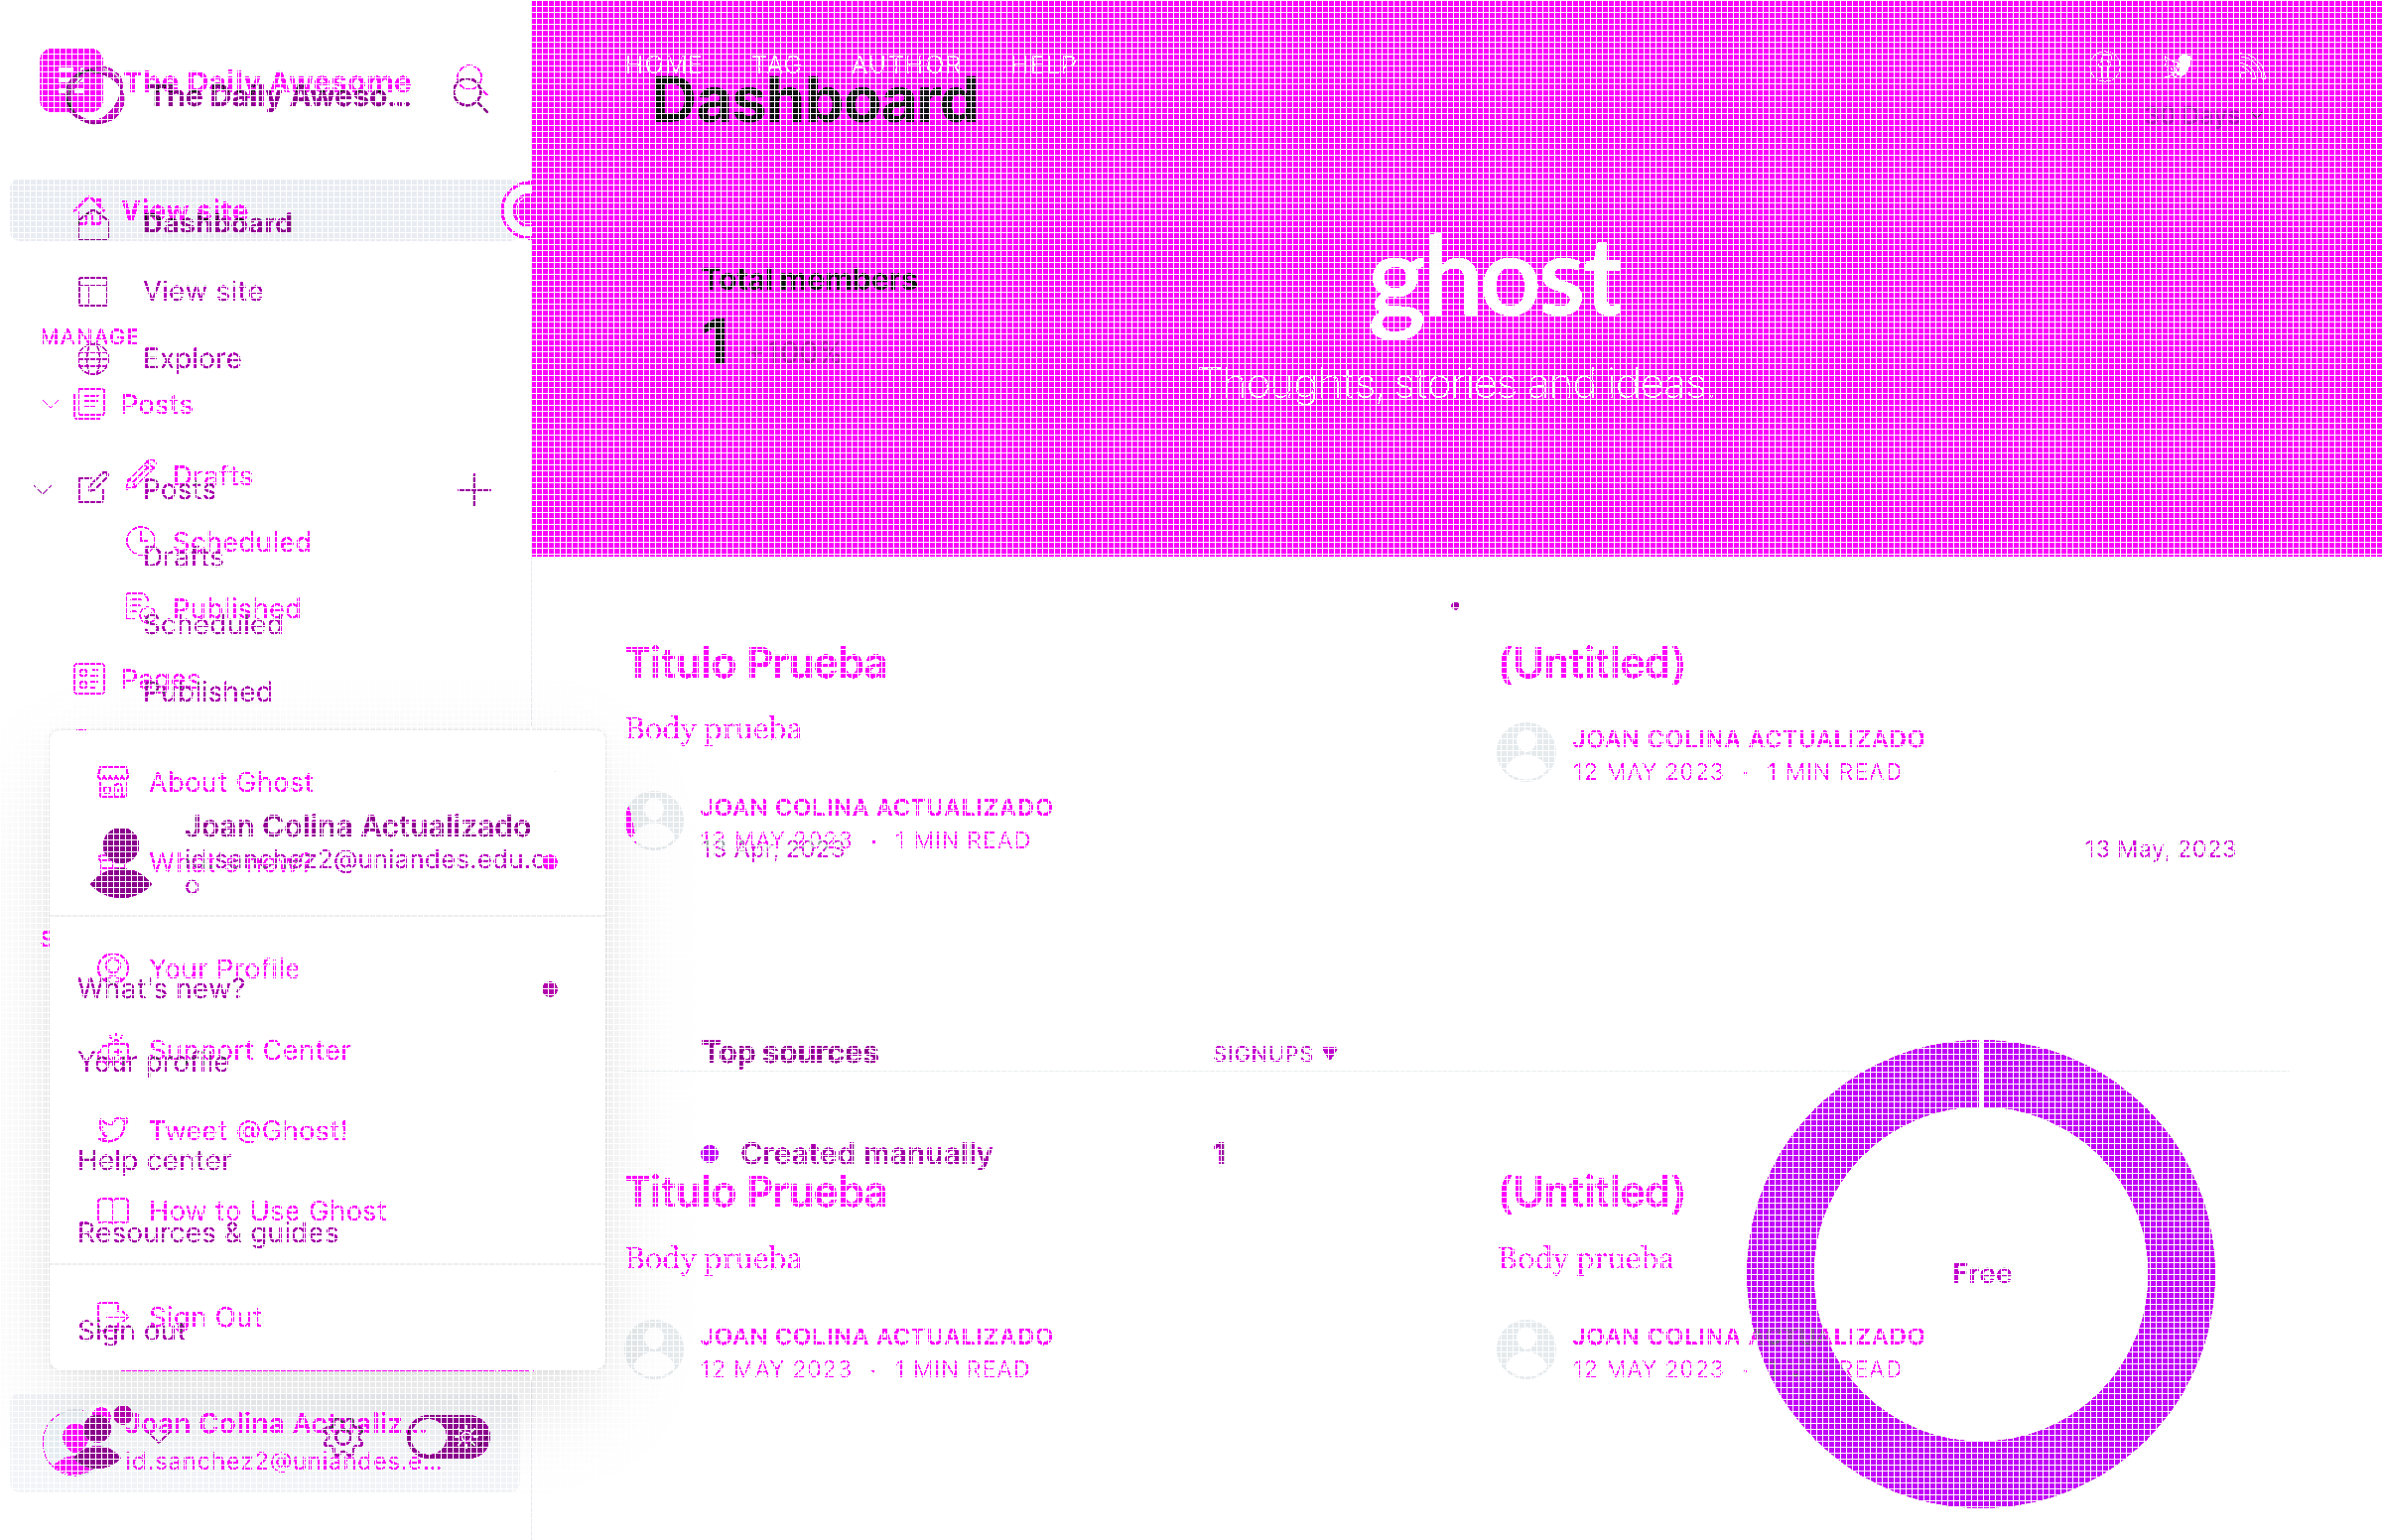 The Daily Awesome
The Daily Aweso...
HOME TAG AUTHOR HELP
Dashboard
30 Days
View site
Dashboard
View site
MANAGE
Explore
Posts
Drafts
Posts
Scheduled
Drafts
Published
Scheduled
Pages
Published
Total members
1
ghost
Thoughts, stories and ideas.
Titulo Prueba
Body prueba
JOAN COLINA ACTUALIZADO
13 MAY 2023 · 1 MIN READ
13 Apr, 2023
(Untitled)
JOAN COLINA ACTUALIZADO
12 MAY 2023 · 1 MIN READ
13 May, 2023
About Ghost
Joan Colina Actualizado
What's new?
id.sanchez2@uniandes.edu.c
o
S
Your Profile
What's new?
Support Center
Your profile
Tweet @Ghost!
Help center
How to Use Ghost
Resources & guides
Sign Out
Sign out
Joan Colina Actualiz...
id.sanchez2@uniandes.e...
Top sources SIGNUPS
Created manually 1
Titulo Prueba
Body prueba
JOAN COLINA ACTUALIZADO
12 MAY 2023 · 1 MIN READ
(Untitled)
Body prueba
Free
JOAN COLINA ACTUALIZADO
12 MAY 2023 · 1 MIN READ